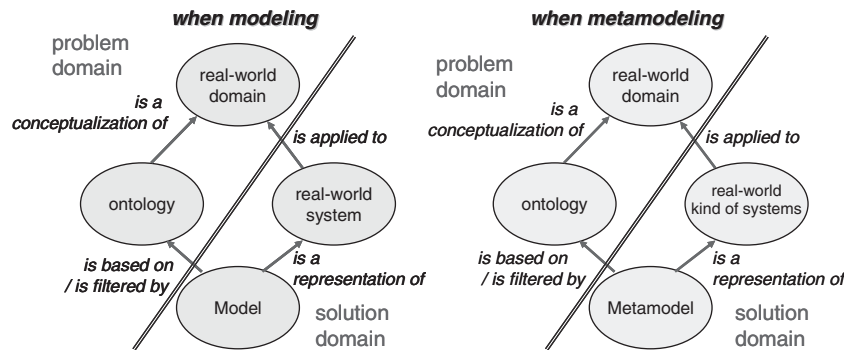 when modeling
problem
domain
real-world
domain
is a
conceptualization of
is applied to
ontology
real-world
system
is based on
/ is filtered by
is a
representation of
Model
solution
domain
when metamodeling
problem
domain
real-world
domain
is a
conceptualization of
is applied to
ontology
real-world
kind of systems
is based on
/ is filtered by
is a
representation of
Metamodel
solution
domain